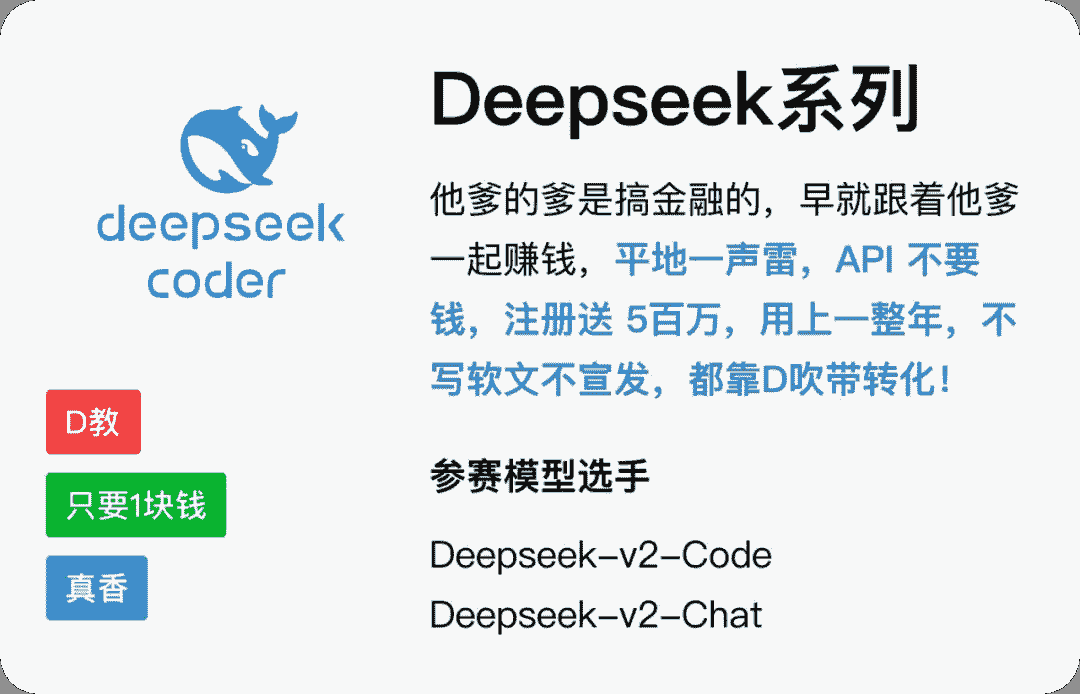 deepseek
coder
D教
只要1块钱
真香
Deepseek系列
他爹的爹是搞金融的，早就跟着他爹
一起赚钱，平地一声雷，API 不要
钱，注册送 5百万，用上一整年，不
写软文不宣发，都靠D吹带转化！
参赛模型选手
Deepseek-v2-Code
Deepseek-v2-Chat